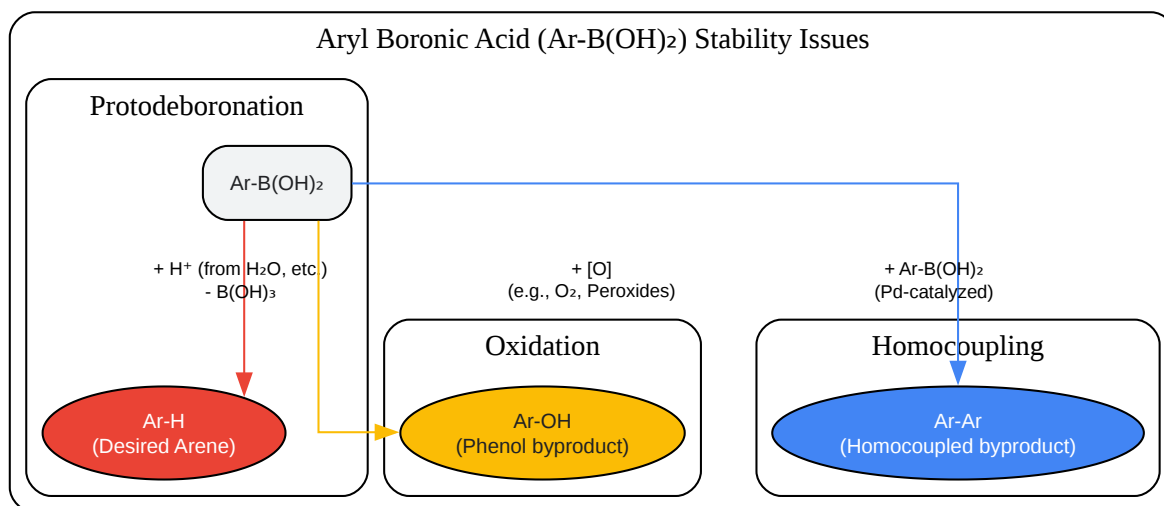 Aryl Boronic Acid (Ar-B(OH)₂) Stability Issues
Protodeboronation
Ar-B(OH)₂
+ H⁺ (from H₂O, etc.)
- B(OH)₃
+ [O]
(e.g., O₂, Peroxides)
+ Ar-B(OH)₂
(Pd-catalyzed)
Oxidation
Homocoupling
Ar-H
(Desired Arene)
Ar-OH
(Phenol byproduct)
Ar-Ar
(Homocoupled byproduct)